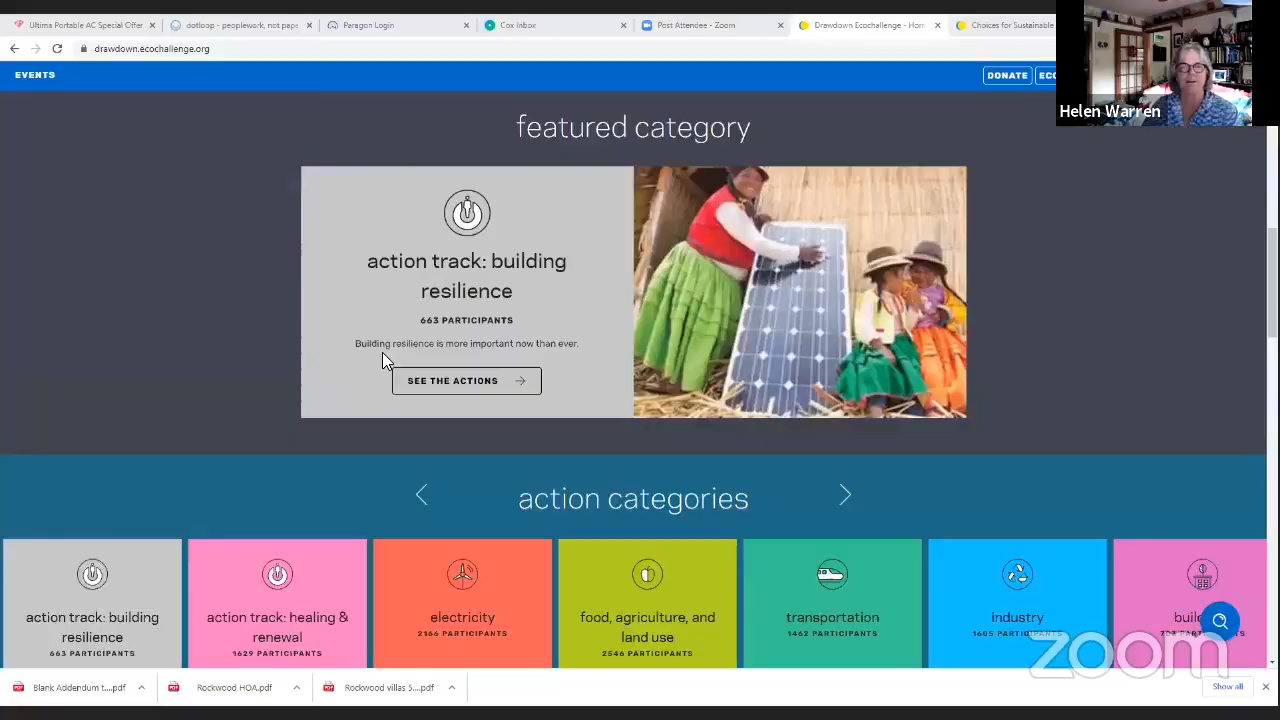 Ultima Portable AC Special Offer
dotloop - peoplework, not pape
Paragon Login
Cox Inbox
Post Attendee - Zoom
Drawdown Ecochallenge - Hom
Choices for Sustainable
drawdown.ecochallenge.org
EVENTS
DONATE
ECO
Helen Warren
featured category
action track: building
resilience
663 PARTICIPANTS
Building resilience is more important now than ever.
SEE THE ACTIONS
action categories
action track: building
resilience
663 PARTICIPANTS
action track: healing &
renewal
1629 PARTICIPANTS
electricity
2166 PARTICIPANTS
food, agriculture, and
land use
2546 PARTICIPANTS
transportation
1462 PARTICIPANTS
industry
1605 PARTICIPANTS
zoom
Blank Addendum t....pdf
Rockwood HOA.pdf
Rockwood villas S....pdf
Show all